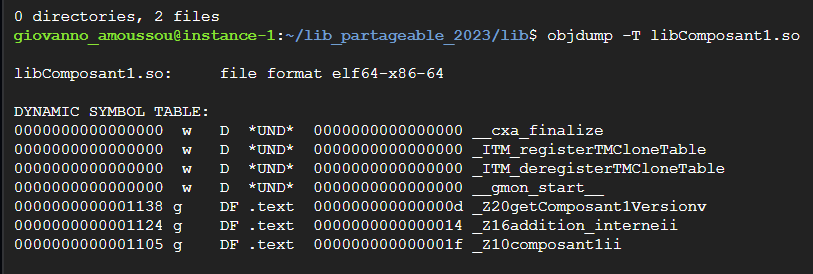 0 directories, 2 files
giovanno_amoussou@instance-1:~/lib_partageable_2023/lib$ objdump -T libComposant1.so
libComposant1.so:     file format elf64-x86-64
DYNAMIC SYMBOL TABLE:
0000000000000000  w   D  *UND*  0000000000000000 __cxa_finalize
0000000000000000  w   D  *UND*  0000000000000000 _ITM_registerTMCloneTable
0000000000000000  w   D  *UND*  0000000000000000 _ITM_deregisterTMCloneTable
0000000000000000  w   D  *UND*  0000000000000000 __gmon_start__
0000000000001138 g    DF .text  000000000000000d _Z20getComposant1Versionv
0000000000001124 g    DF .text  0000000000000014 _Z16addition_interneii
0000000000001105 g    DF .text  000000000000001f _Z10composant1ii